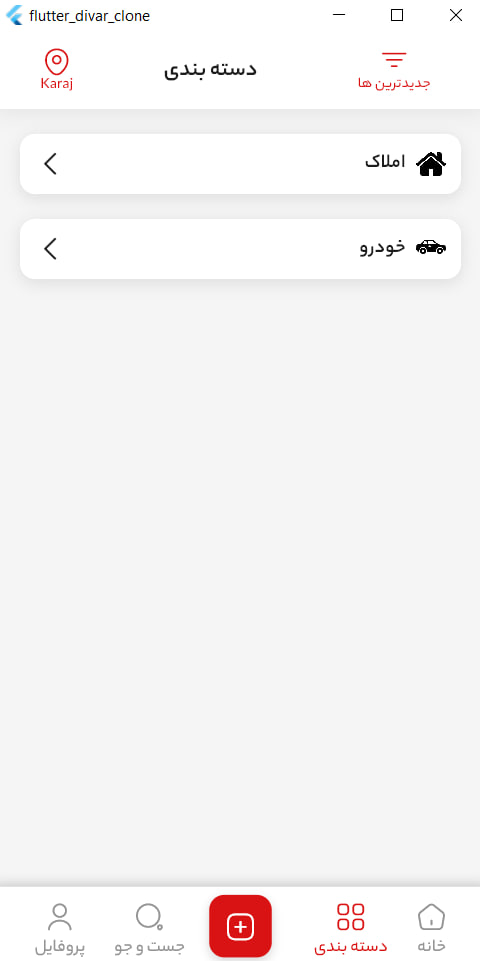 flutter_divar_clone
جدیدترین ها
دسته بندی
Karaj
املاک
خودرو
خانه
دسته بندی
جست و جو
پروفایل